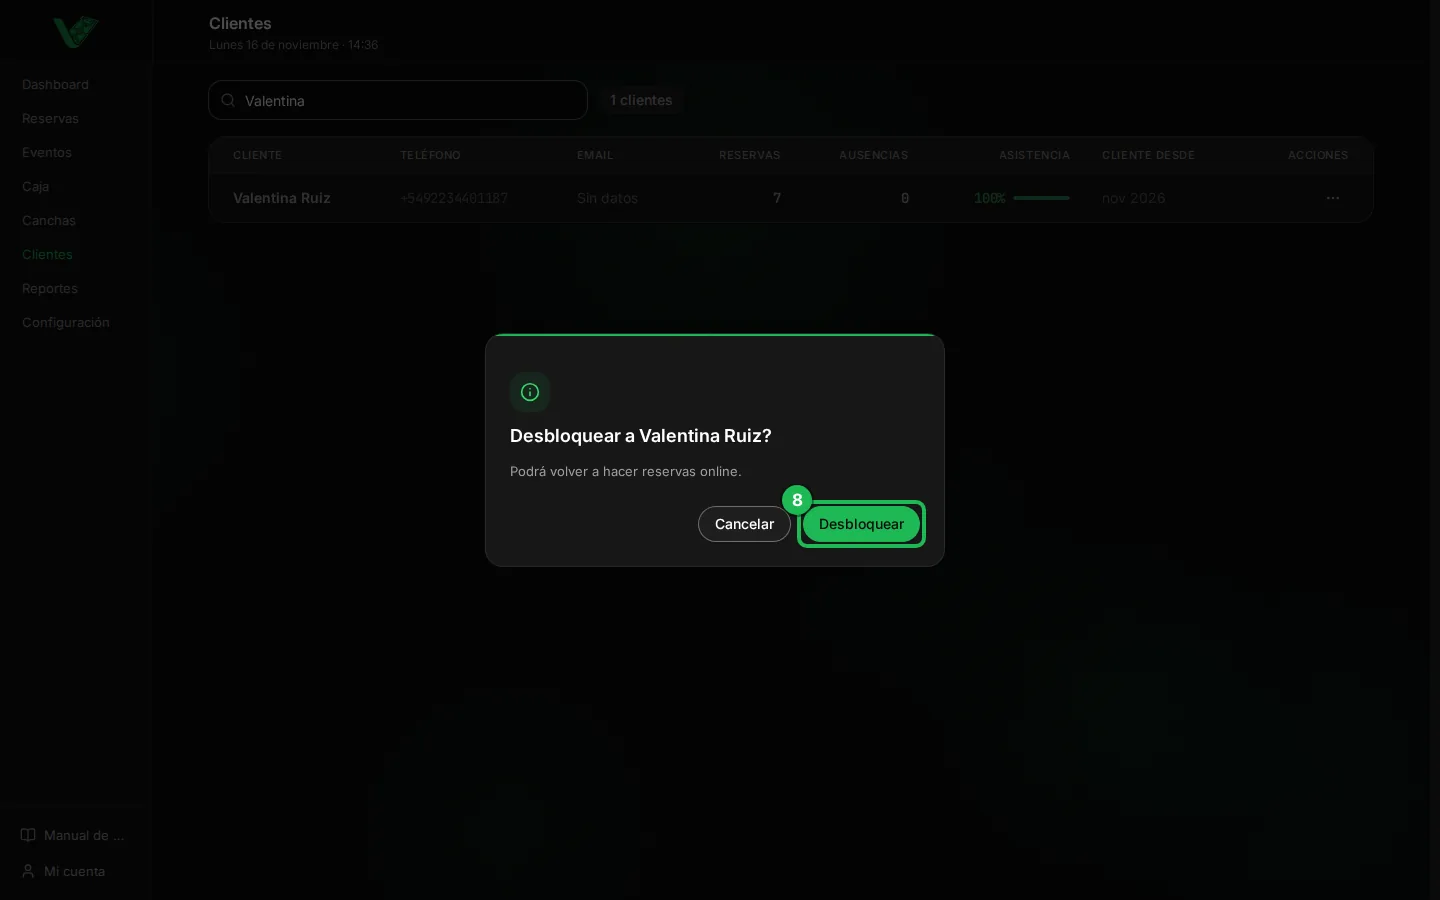 Clientes
Lunes 16 de noviembre · 14:36
Dashboard
Reservas
Eventos
Caja
Canchas
Clientes
Reportes
Configuración
Manual de ...
Mi cuenta
Valentina
1 clientes
CLIENTE TELÉFONO EMAIL RESERVAS AUSENCIAS ASISTENCIA CLIENTE DESDE ACCIONES
Valentina Ruiz +5492234401187 Sin datos 7 0 100% nov 2026 ...
Desbloquear a Valentina Ruiz?
Podrá volver a hacer reservas online.
8
Cancelar Desbloquear